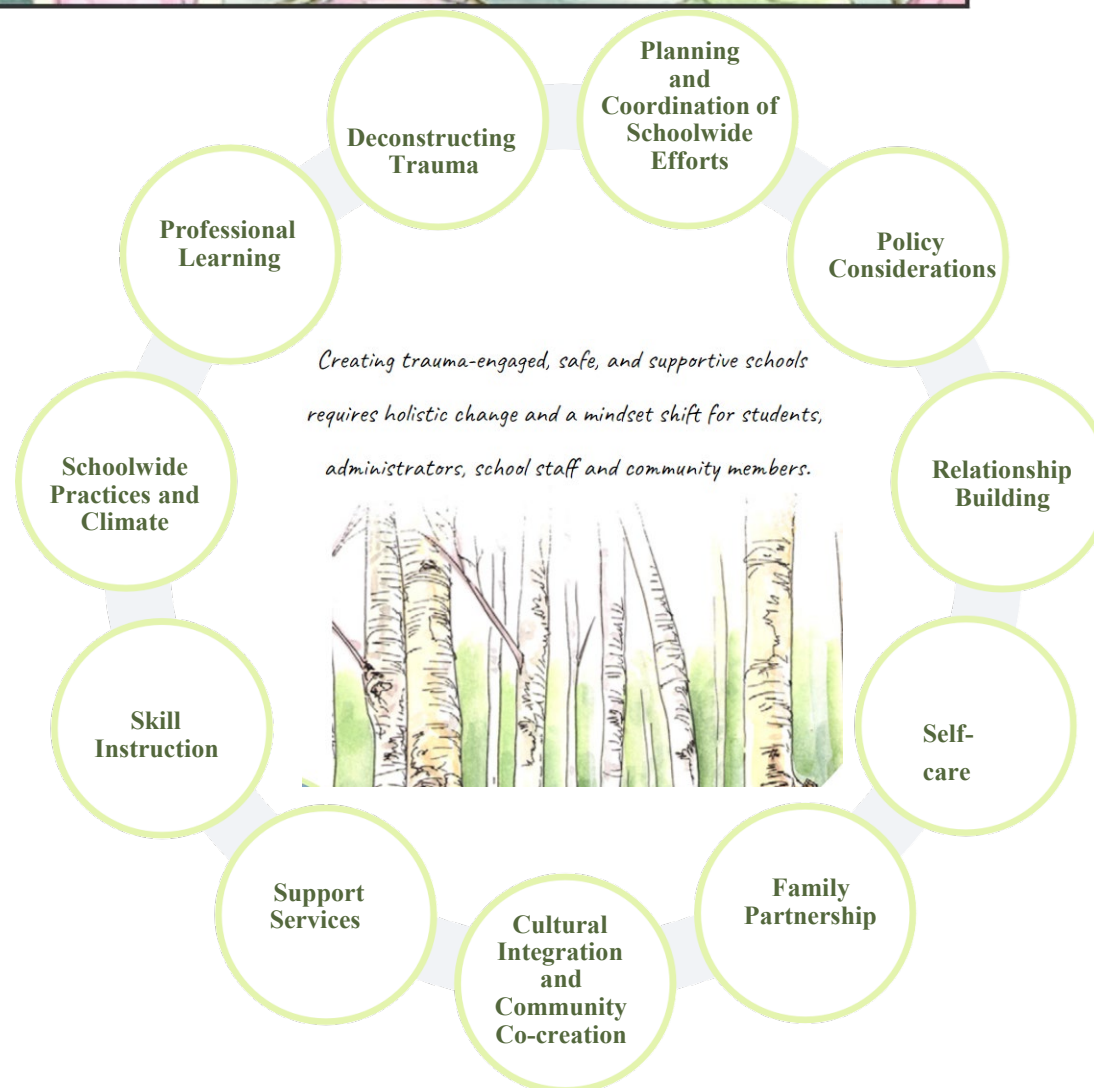 Planning
and
Coordination of
Schoolwide
Efforts
Deconstructing
Trauma
Professional
Learning
Policy
Considerations
Creating trauma-engaged, safe, and supportive schools
requires holistic change and a mindset shift for students,
administrators, school staff and community members.
Schoolwide
Practices and
Climate
Relationship
Building
Skill
Instruction
Self-
care
Support
Services
Family
Partnership
Cultural
Integration
and
Community
Co-creation